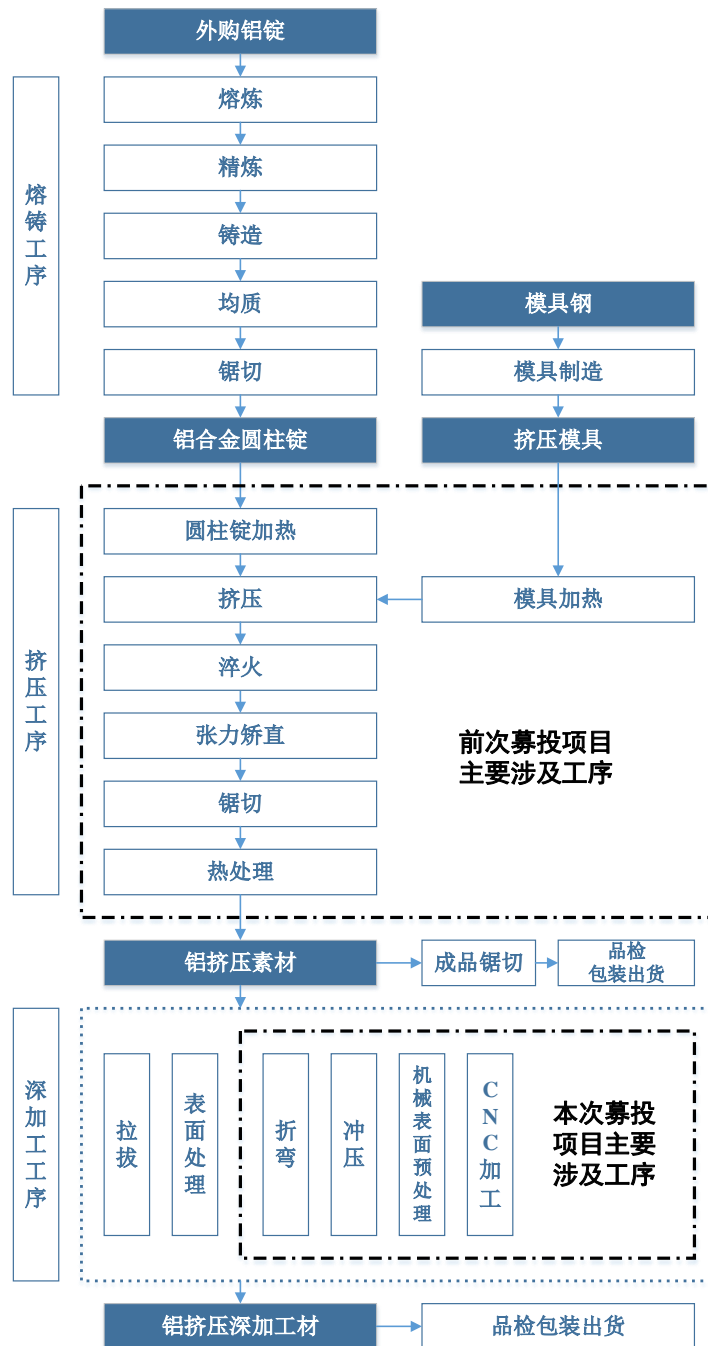 外购铝锭
熔铸工序
熔炼
精炼
铸造
均质
锯切
铝合金圆柱锭
模具钢
模具制造
挤压模具
挤压工序
圆柱锭加热
挤压
模具加热
淬火
张力矫直
锯切
热处理
前次募投项目
主要涉及工序
铝挤压素材
成品锯切
品检
包装出货
深加工工序
拉拔
表面处理
折弯
冲压
机械表面预处理
CNC加工
本次募投
项目主要
涉及工序
铝挤压深加工材
品检包装出货